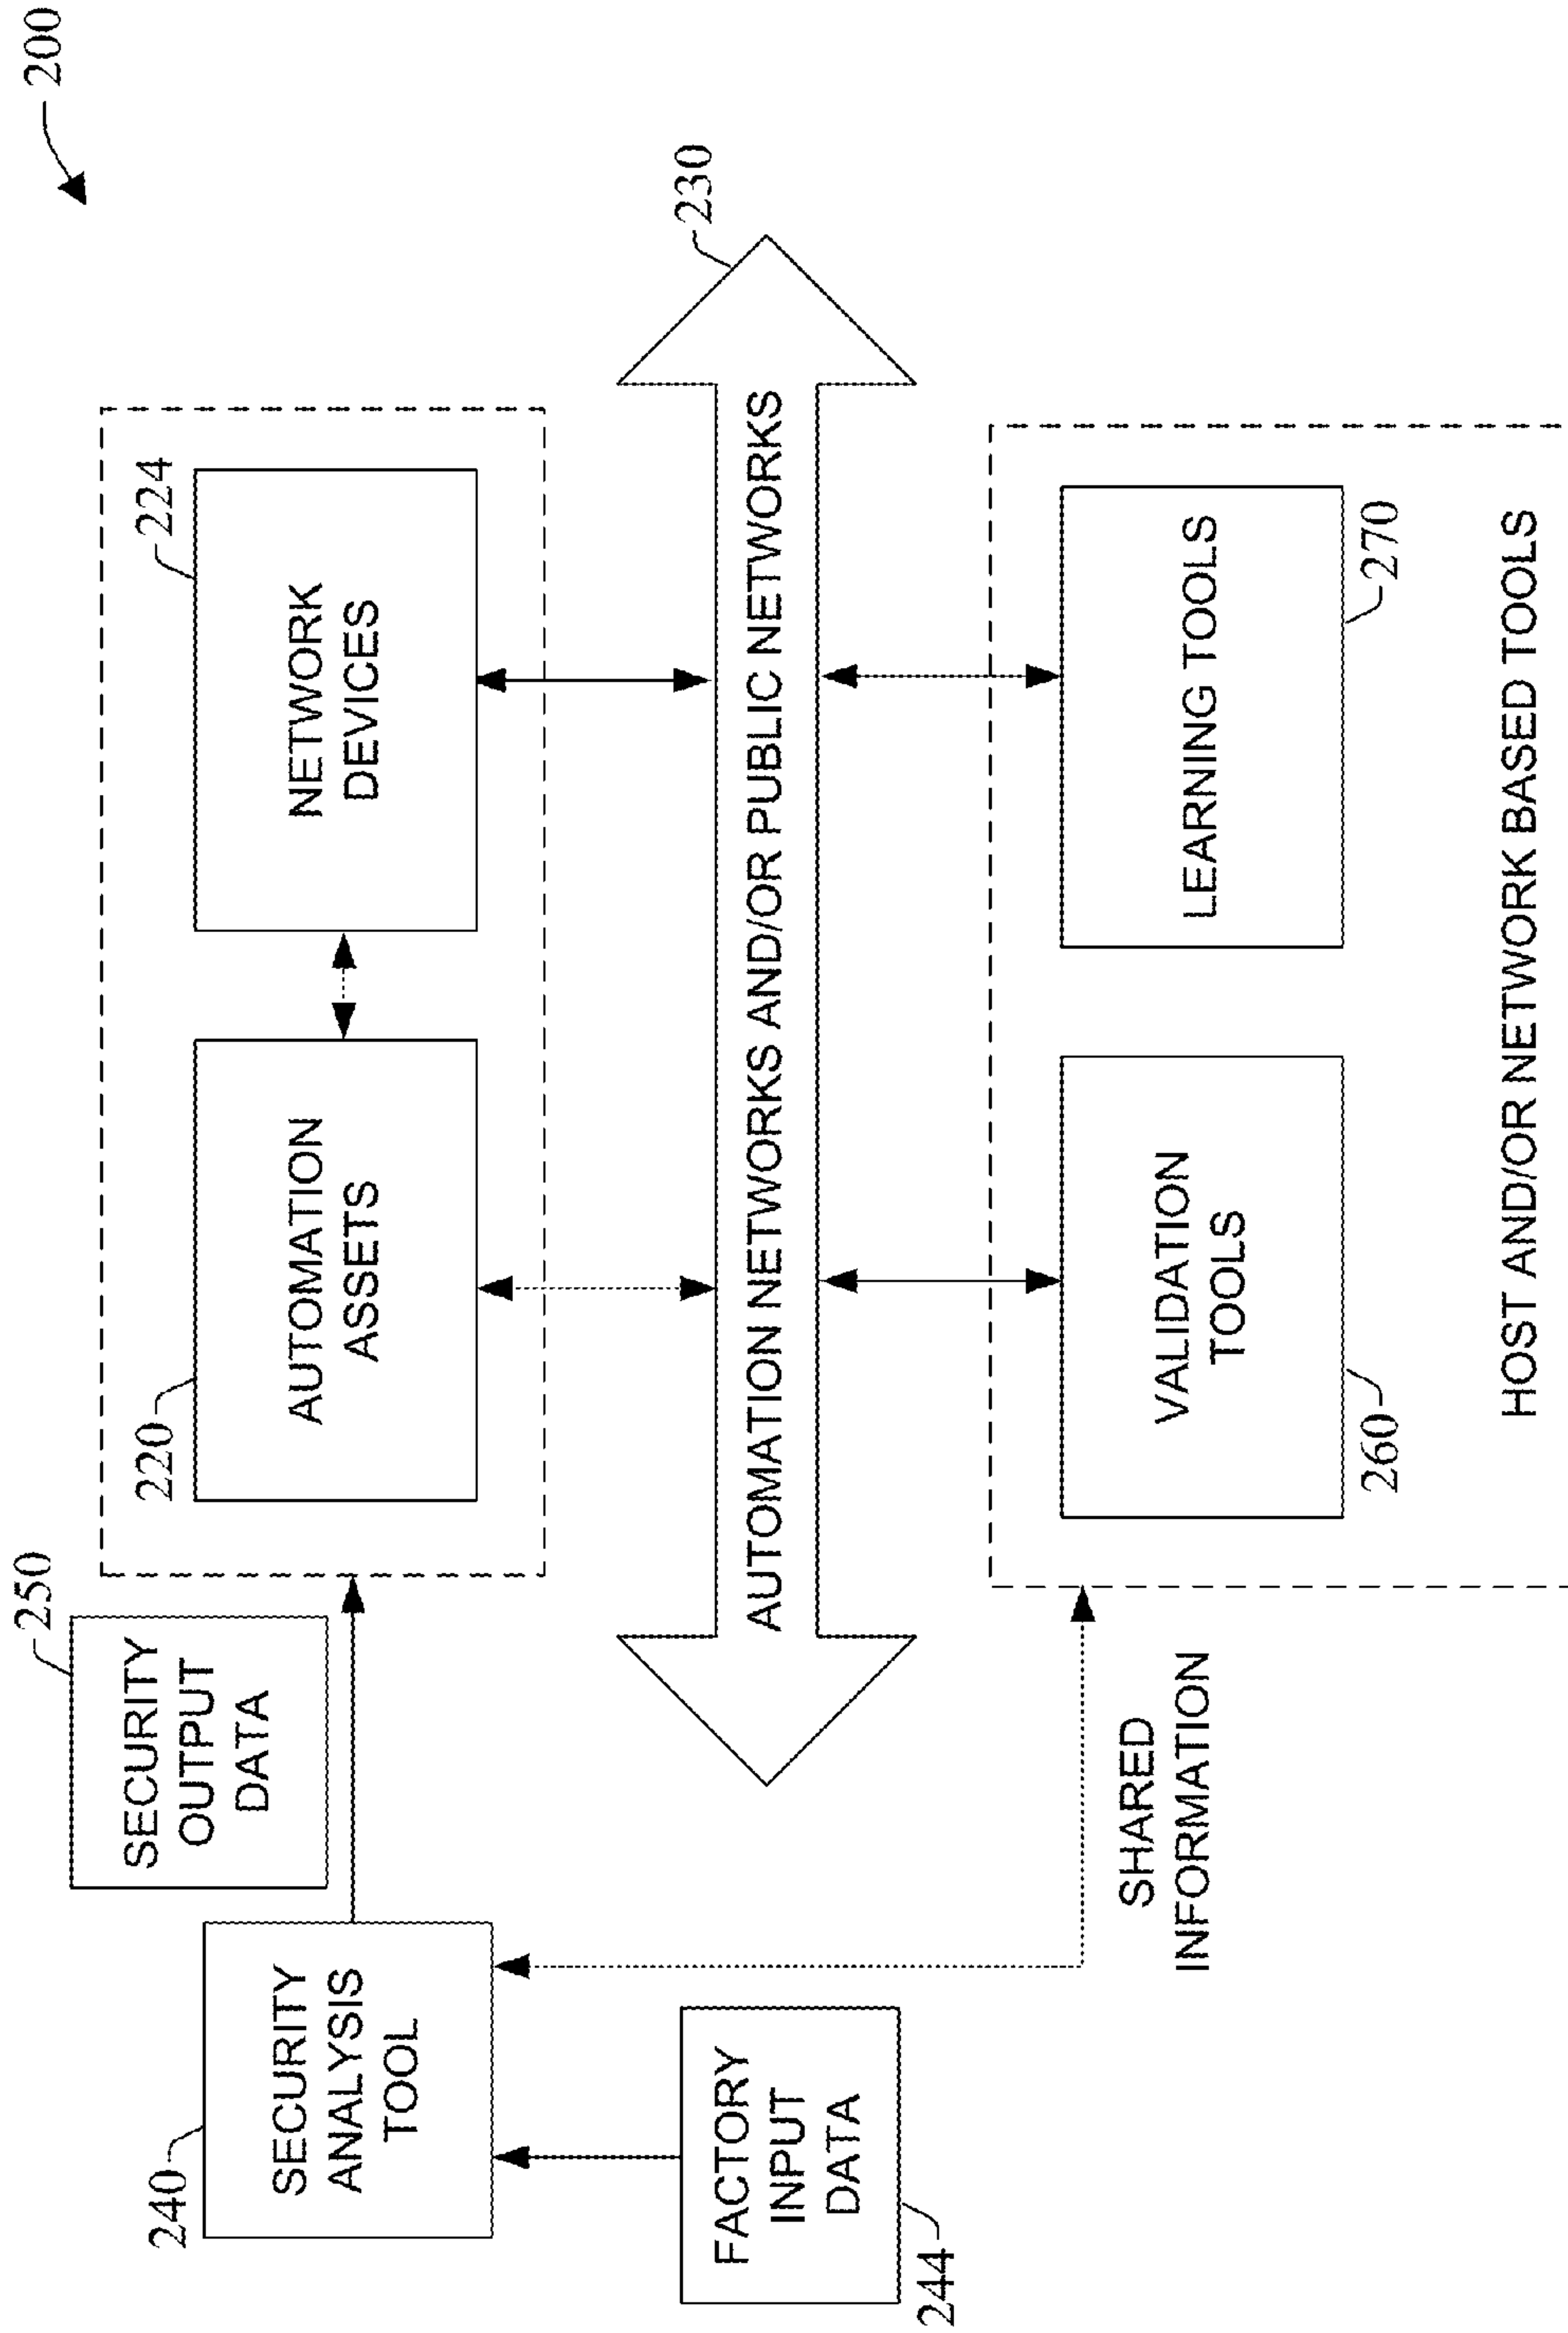 200
250
SECURITY
OUTPUT
DATA
240
SECURITY
ANALYSIS
TOOL
FACTORY
INPUT
DATA
244
220
AUTOMATION
ASSETS
224
NETWORK
DEVICES
230
AUTOMATION NETWORKS AND/OR PUBLIC NETWORKS
SHARED
INFORMATION
VALIDATION
TOOLS
260
LEARNING TOOLS
270
HOST AND/OR NETWORK BASED TOOLS